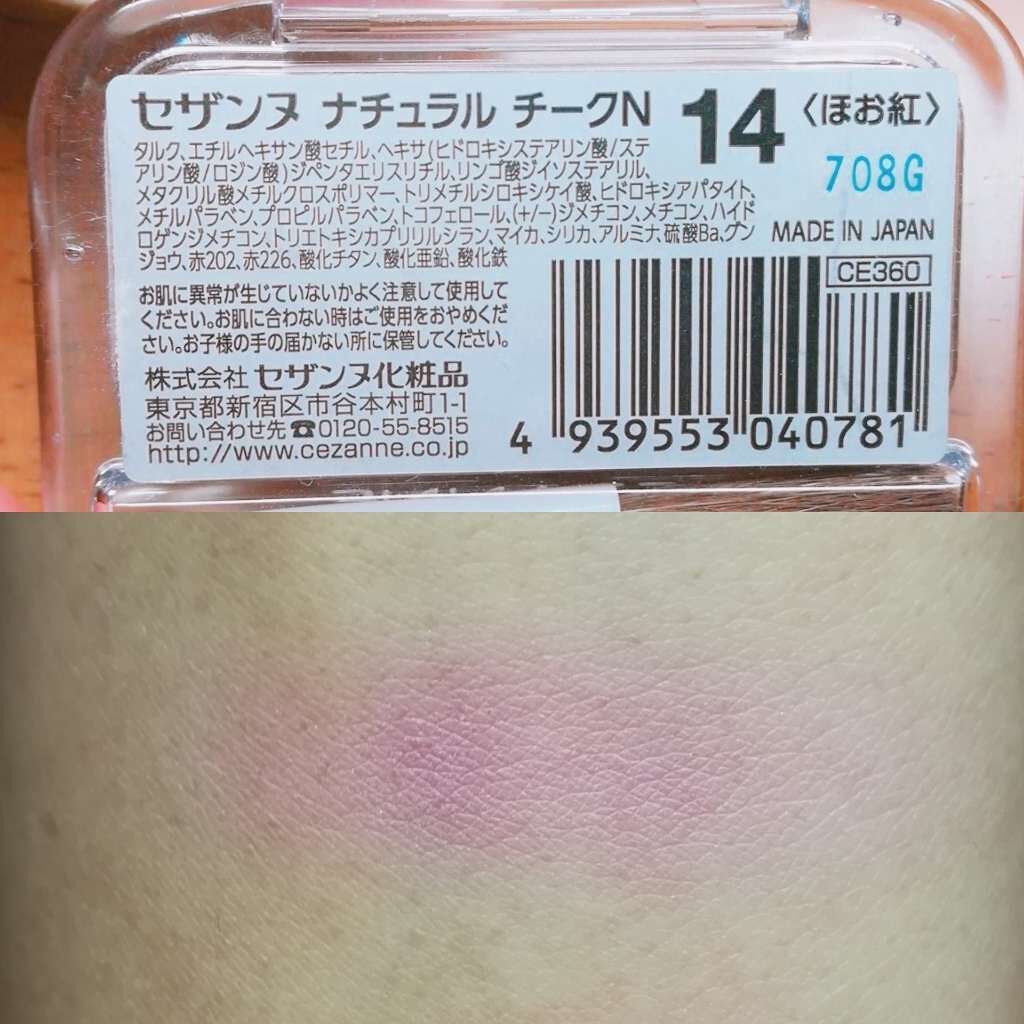 セザンヌ ナチュラル チークN 14 〈ほお紅〉
タルク、エチルヘキサン酸セチル、ヘキサ(ヒドロキシステアリン酸/ステ
アリン酸/ロジン酸)ジペンタエリスリチル、リンゴ酸ジイソステアリル、
メタクリル酸メチルクロスポリマー、トリメチルシロキシケイ酸、ヒドロキシアパタイト、
メチルパラベン、プロピルパラベン、トコフェロール、(+/−)ジメチコン、メチコン、ハイド
ロゲンジメチコン、トリエトキシカプリリルシラン、マイカ、シリカ、アルミナ、硫酸Ba、グン
ジョウ、赤202、赤226、酸化チタン、酸化亜鉛、酸化鉄
708G
MADE IN JAPAN
CE360
お肌に異常が生じていないかよく注意して使用して
ください。お肌に合わない時はご使用をおやめくだ
さい。お子様の手の届かない所に保管してください。
株式会社 セザンヌ化粧品
東京都新宿区市谷本村町1-1
お問い合わせ先☎0120-55-8515
http://www.cezanne.co.jp
4 939553 040781